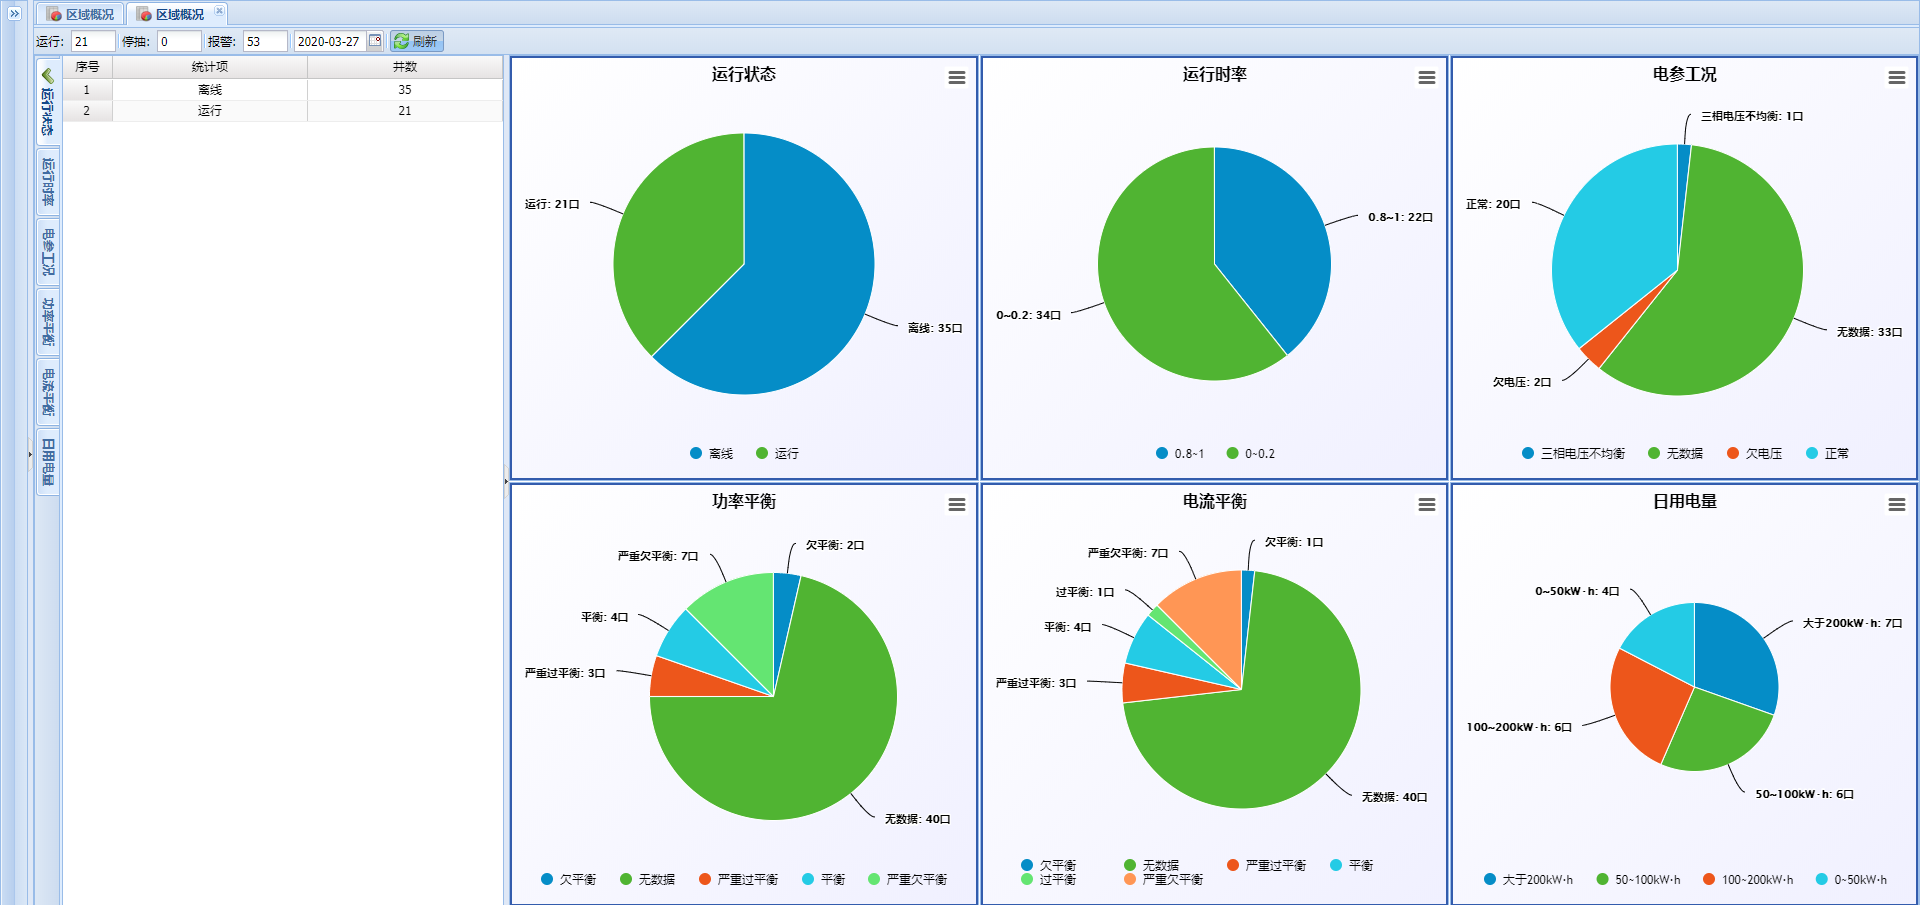 区域概况 区域概况
运行: 21 停抽: 0 报警: 53 2020-03-27 刷新
运行状态
运行时率
电参工况
功率平衡
电流平衡
日用电量
序号 统计项 井数
1 离线 35
2 运行 21
运行状态
运行: 21口
离线: 35口
离线 运行
运行时率
0.8~1: 22口
0~0.2: 34口
0.8~1 0~0.2
电参工况
三相电压不均衡: 1口
正常: 20口
无数据: 33口
欠电压: 2口
三相电压不均衡 无数据 欠电压 正常
功率平衡
欠平衡: 2口
严重欠平衡: 7口
平衡: 4口
严重过平衡: 3口
无数据: 40口
欠平衡 无数据 严重过平衡 平衡 严重欠平衡
电流平衡
欠平衡: 1口
严重欠平衡: 7口
过平衡: 1口
平衡: 4口
严重过平衡: 3口
无数据: 40口
欠平衡 无数据 严重过平衡 平衡
过平衡 严重欠平衡
日用电量
0~50kW·h: 4口
大于200kW·h: 7口
100~200kW·h: 6口
50~100kW·h: 6口
大于200kW·h 50~100kW·h 100~200kW·h 0~50kW·h